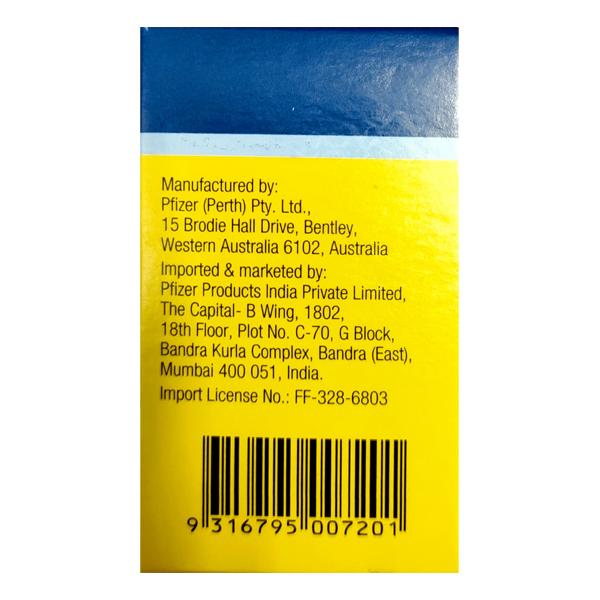 Manufactured by:
Pfizer (Perth) Pty. Ltd.,
15 Brodie Hall Drive, Bentley,
Western Australia 6102, Australia
Imported & marketed by:
Pfizer Products India Private Limited,
The Capital- B Wing, 1802,
18th Floor, Plot No. C-70, G Block,
Bandra Kurla Complex, Bandra (East),
Mumbai 400 051, India.
Import License No.: FF-328-6803
9 316795 007201